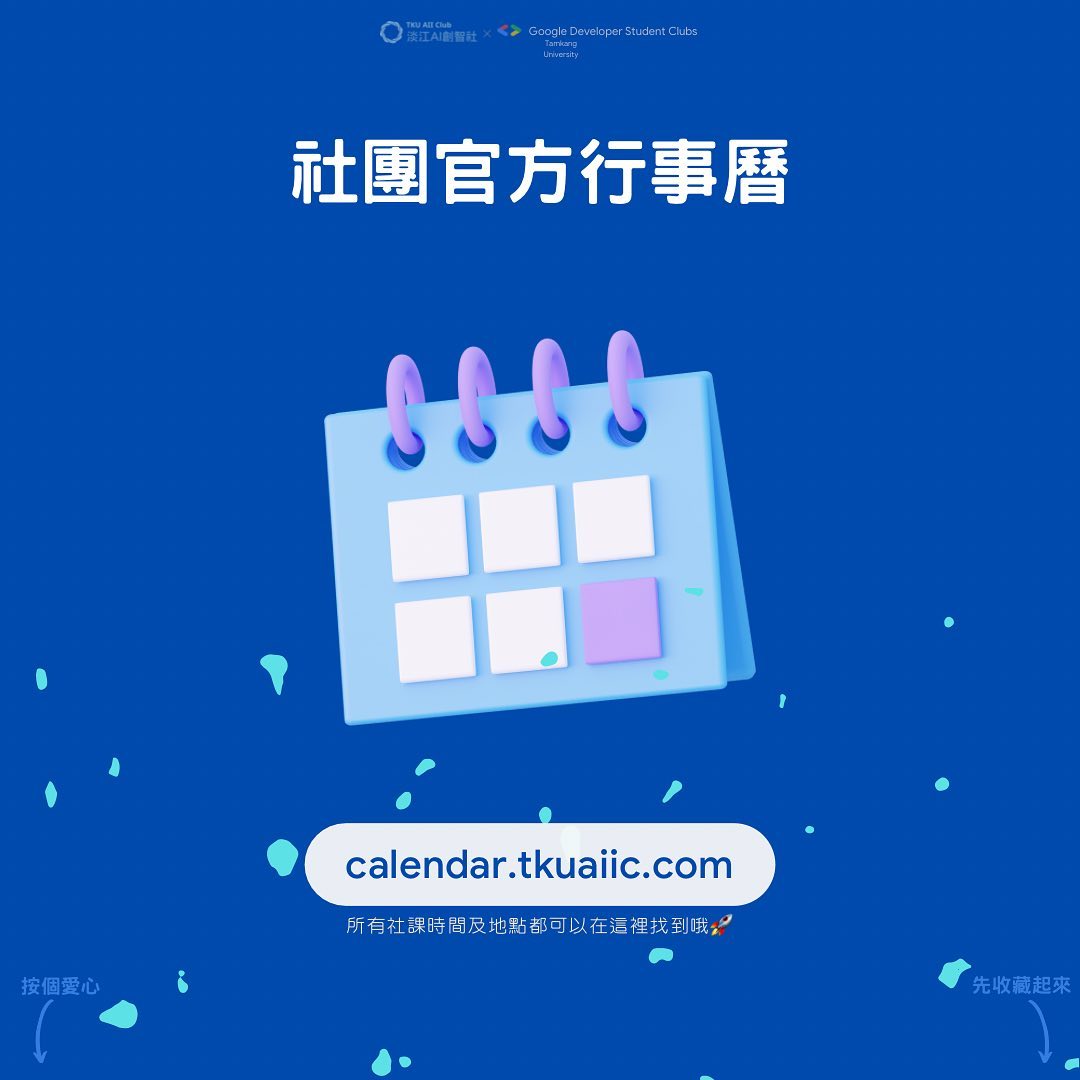 TKU AII Club
淡江AI創智社 × Google Developer Student Clubs
Tamkang
University
社團官方行事曆
calendar.tkuaiic.com
所有社課時間及地點都可以在這裡找到哦🚀
按個愛心
先收藏起來